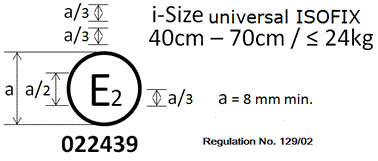 a/3
i-Size universal ISOFIX
a/3
40cm – 70cm / ≤ 24kg
a
a/2
E2
a/3
a = 8 mm min.
022439
Regulation No. 129/02